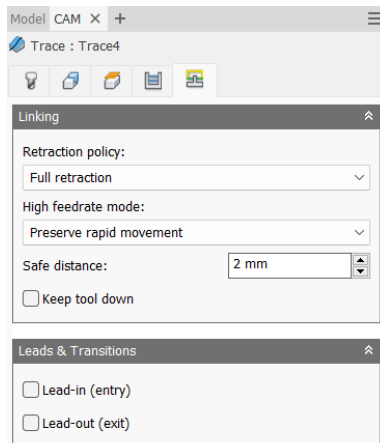 Model CAM × +
Trace : Trace4
Linking
Retraction policy:
Full retraction
High feedrate mode:
Preserve rapid movement
Safe distance: 2 mm
Keep tool down
Leads & Transitions
Lead-in (entry)
Lead-out (exit)